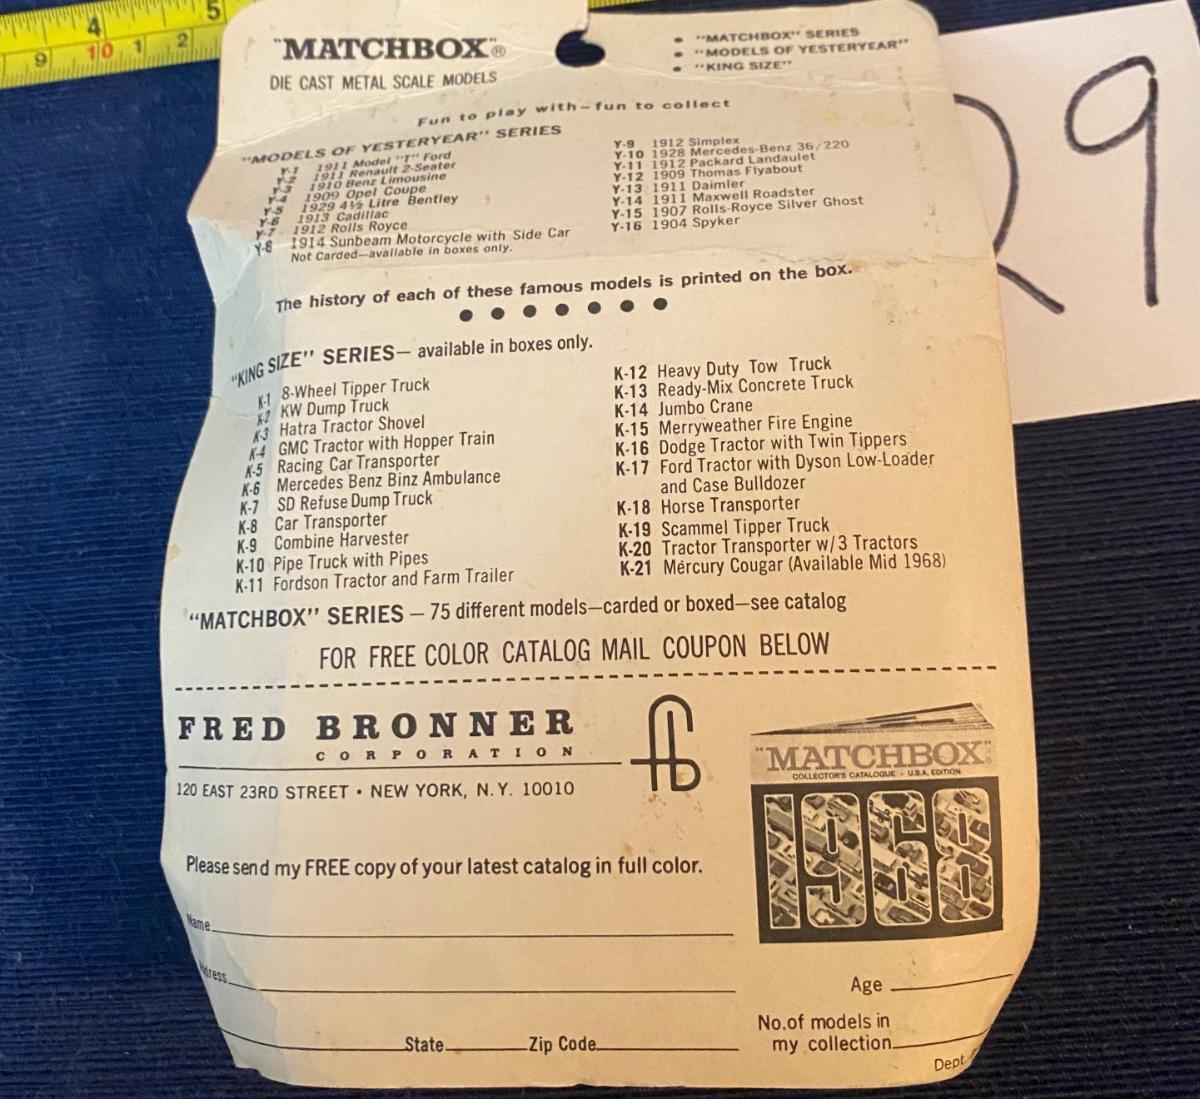 4
5
9
10
1
2
"MATCHBOX"®
DIE CAST METAL SCALE MODELS
• "MATCHBOX" SERIES
• "MODELS OF YESTERYEAR"
• "KING SIZE"
Fun to play with—fun to collect
"MODELS OF YESTERYEAR" SERIES
Y-1 1911 Model "T" Ford
Y-2 1911 Renault 2-Seater
Y-3 1910 Benz Limousine
Y-4 1909 Opel Coupe
Y-5 1929 4½ Litre Bentley
Y-6 1913 Cadillac
Y-7 1912 Rolls Royce
Y-8 1914 Sunbeam Motorcycle with Side Car
Not Carded—available in boxes only.
Y-9 1912 Simplex
Y-10 1928 Mercedes-Benz 36/220
Y-11 1912 Packard Landaulet
Y-12 1909 Thomas Flyabout
Y-13 1911 Daimler
Y-14 1911 Maxwell Roadster
Y-15 1907 Rolls-Royce Silver Ghost
Y-16 1904 Spyker
The history of each of these famous models is printed on the box.
"KING SIZE" SERIES— available in boxes only.
K-1 8-Wheel Tipper Truck
K-2 KW Dump Truck
K-3 Hatra Tractor Shovel
K-4 GMC Tractor with Hopper Train
K-5 Racing Car Transporter
K-6 Mercedes Benz Binz Ambulance
K-7 SD Refuse Dump Truck
K-8 Car Transporter
K-9 Combine Harvester
K-10 Pipe Truck with Pipes
K-11 Fordson Tractor and Farm Trailer
K-12 Heavy Duty Tow Truck
K-13 Ready-Mix Concrete Truck
K-14 Jumbo Crane
K-15 Merryweather Fire Engine
K-16 Dodge Tractor with Twin Tippers
K-17 Ford Tractor with Dyson Low-Loader
and Case Bulldozer
K-18 Horse Transporter
K-19 Scammel Tipper Truck
K-20 Tractor Transporter w/3 Tractors
K-21 Mercury Cougar (Available Mid 1968)
"MATCHBOX" SERIES — 75 different models—carded or boxed—see catalog
FOR FREE COLOR CATALOG MAIL COUPON BELOW
FRED BRONNER
CORPORATION
120 EAST 23RD STREET • NEW YORK, N.Y. 10010
fb
"MATCHBOX"
COLLECTOR'S CATALOGUE • U.S.A. EDITION
1968
Please send my FREE copy of your latest catalog in full color.
Name
dress
Age
State Zip Code
No. of models in
my collection
Dept.
29